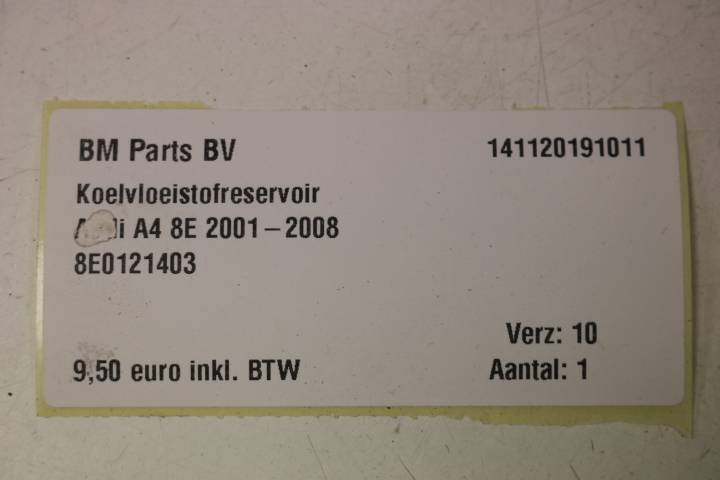 BM Parts BV 141120191011
Koelvloeistofreservoir
A4 8E 2001–2008
8E0121403
Verz: 10
9,50 euro inkl. BTW Aantal: 1